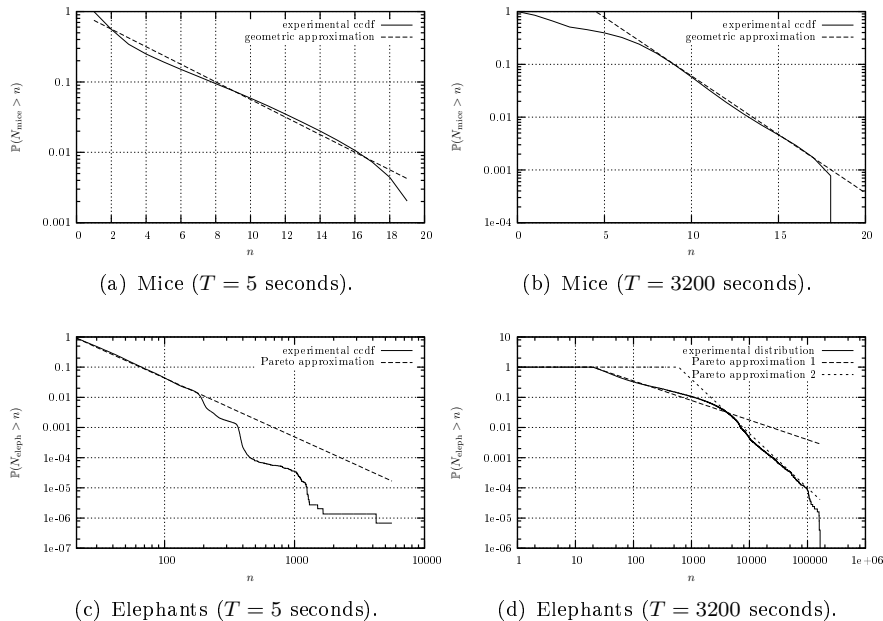 1
0.1
0.01
0.001
0 2 4 6 8 10 12 14 16 18 20
n
ℙ(N_mice > n)
experimental ccdf
geometric approximation
(a) Mice (T = 5 seconds).
1
0.1
0.01
0.001
1e-04
0 5 10 15 20
n
ℙ(N_mice > n)
experimental ccdf
geometric approximation
(b) Mice (T = 3200 seconds).
1
0.1
0.01
0.001
1e-04
1e-05
1e-06
1e-07
100 1000 10000
n
ℙ(N_eleph > n)
experimental ccdf
Pareto approximation
(c) Elephants (T = 5 seconds).
10
1
0.1
0.01
0.001
1e-04
1e-05
1e-06
1 10 100 1000 10000 100000 1e+06
n
ℙ(N_eleph > n)
experimental distribution
Pareto approximation 1
Pareto approximation 2
(d) Elephants (T = 3200 seconds).